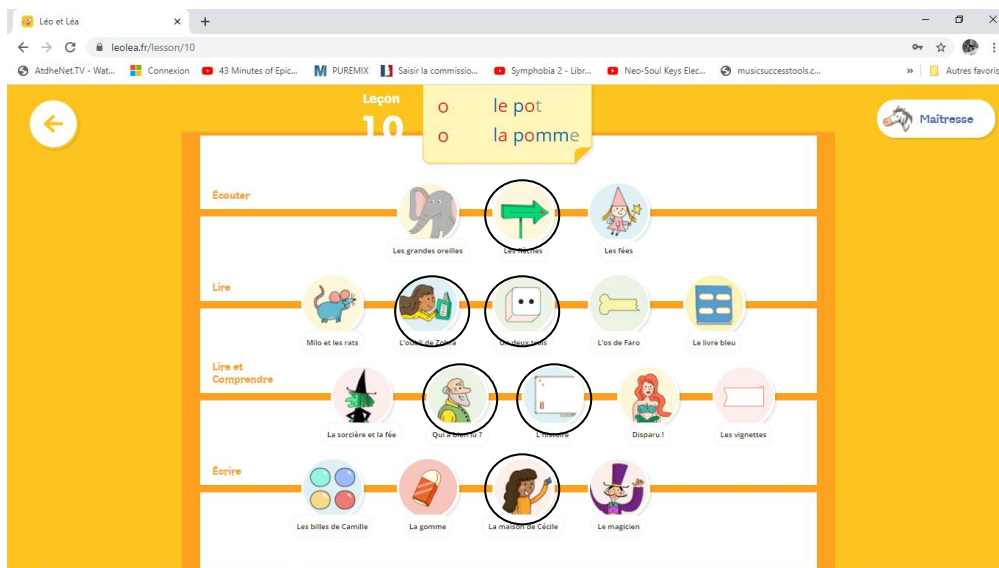 Léo et Léa
leolea.fr/lesson/10
AtdheNet.TV - Wat...
Connexion
43 Minutes of Epic...
PUREMIX
Saisir la commissio...
Symphobia 2 - Libr...
Neo-Soul Keys Elec...
musicsuccesstools.c...
»
Autres favoris
Leçon
10
o le pot
o la pomme
Maîtresse
Écouter
Les grandes oreilles
Les flèches
Les fées
Lire
Milo et les rats
L'oubli de Zohra
Un deux trois
L'os de Faro
Le livre bleu
Lire et
Comprendre
La sorcière et la fée
Qui a bien lu ?
L'histoire
Disparu !
Les vignettes
Écrire
Les billes de Camille
La gomme
La maison de Cécile
Le magicien